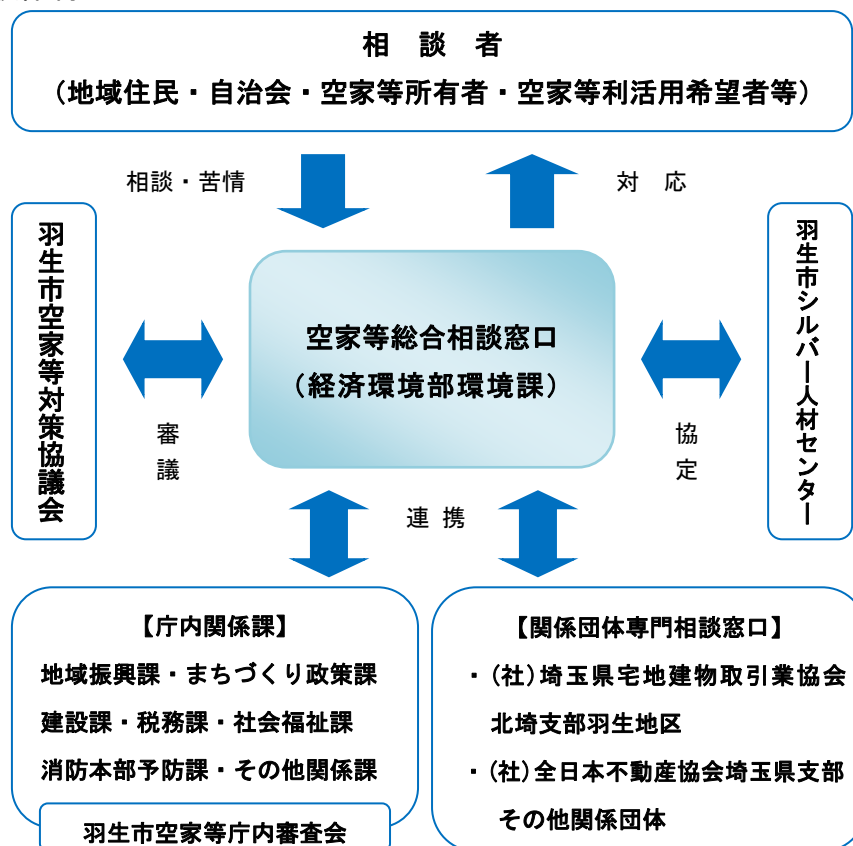 相 談 者
（地域住民・自治会・空家等所有者・空家等利活用希望者等）
相談・苦情
対 応
羽生市空家等対策協議会
審議
空家等総合相談窓口
（経済環境部環境課）
協定
羽生市シルバー人材センター
連 携
【庁内関係課】
地域振興課・まちづくり政策課
建設課・税務課・社会福祉課
消防本部予防課・その他関係課
羽生市空家等庁内審査会
【関係団体専門相談窓口】
・(社)埼玉県宅地建物取引業協会
北埼支部羽生地区
・(社)全日本不動産協会埼玉県支部
その他関係団体